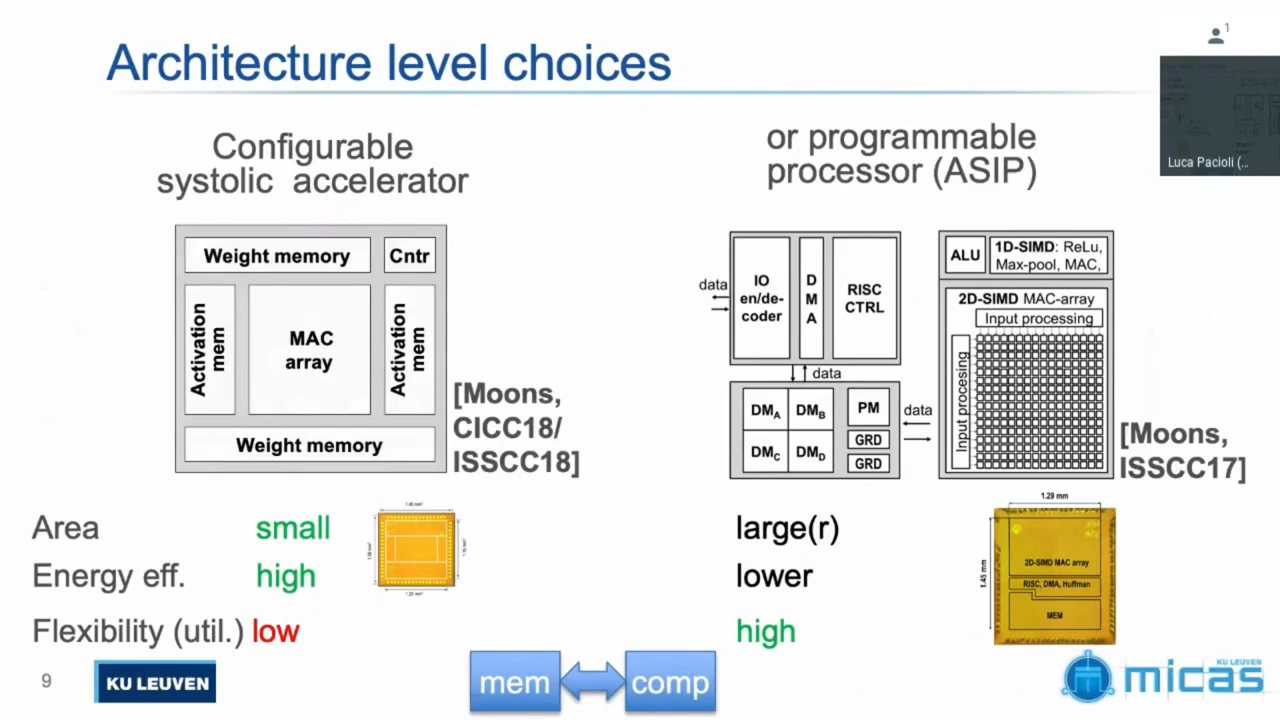 Architecture level choices
1
Luca Pacioli (...
Configurable
systolic accelerator
Weight memory
Cntr
Activation
mem
MAC
array
Activation
mem
Weight memory
[Moons,
CICC18/
ISSCC18]
or programmable
processor (ASIP)
data
IO
en/de-
coder
D
M
A
RISC
CTRL
data
DMA
DMB
DMC
DMD
PM
GRD
GRD
data
ALU
1D-SIMD: ReLu,
Max-pool, MAC,
2D-SIMD MAC-array
Input processing
Input procesing
[Moons,
ISSCC17]
Area
small
large(r)
Energy eff.
high
lower
Flexibility (util.)
low
high
1.29 mm
1.45 mm
2D-SIMD MAC array
RISC, DMA, Huffman
MEM
9
KU LEUVEN
mem
comp
KU LEUVEN
micas